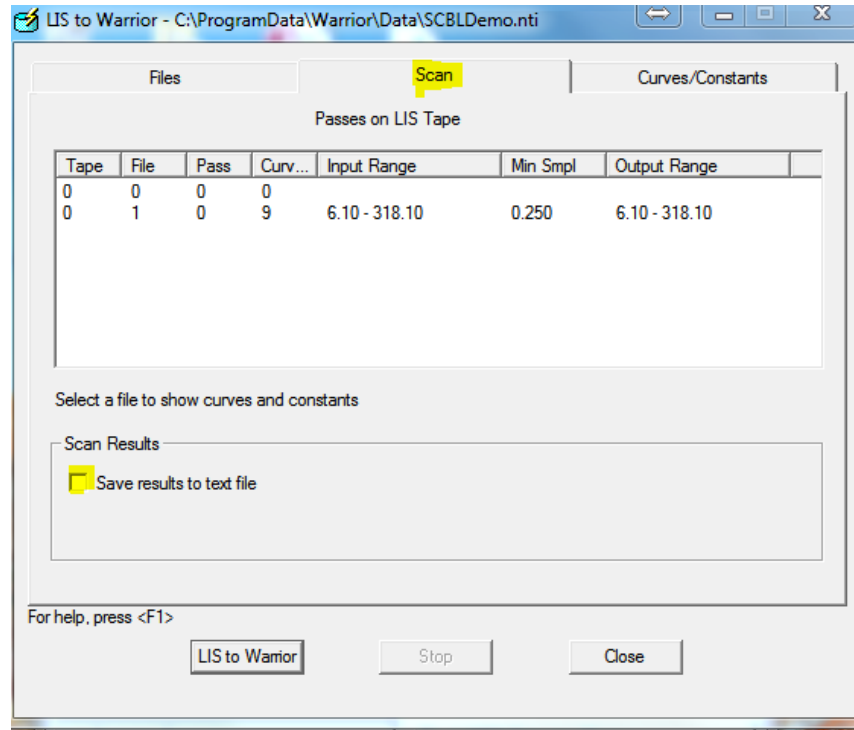 LIS to Warrior - C:\ProgramData\Warrior\Data\SCBLDemo.nti
Files Scan Curves/Constants
Passes on LIS Tape
Tape File Pass Curv... Input Range Min Smpl Output Range
0 0 0 0
0 1 0 9 6.10 - 318.10 0.250 6.10 - 318.10
Select a file to show curves and constants
Scan Results
Save results to text file
For help, press <F1>
LIS to Warrior Stop Close